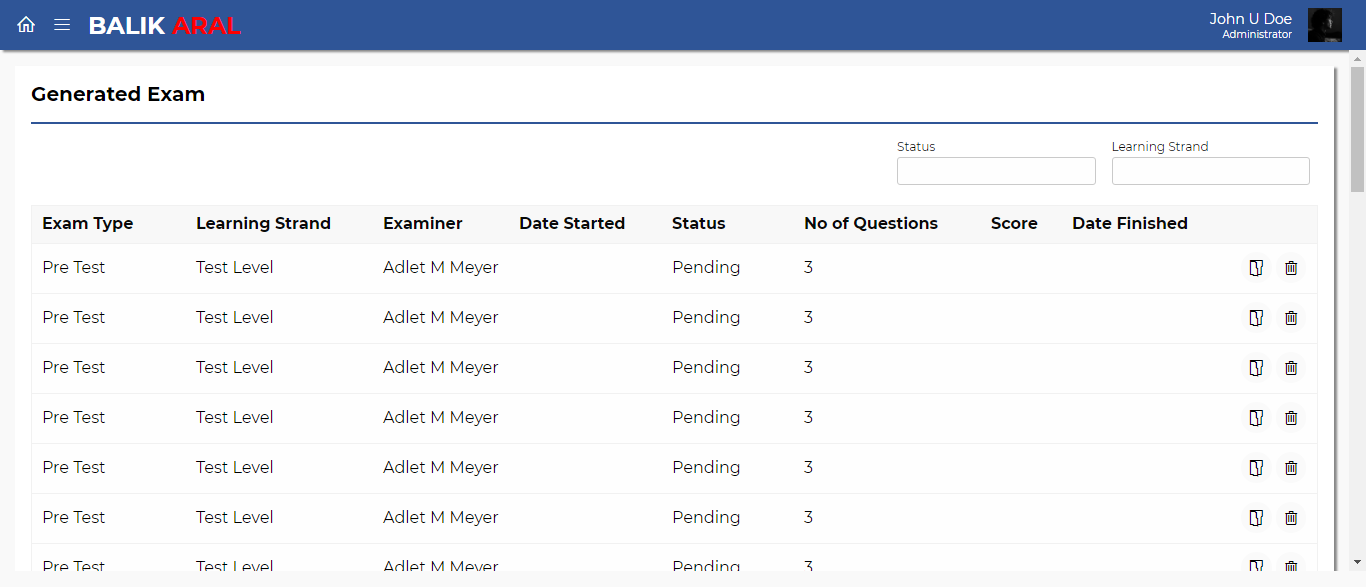 BALIK ARAL
John U Doe
Administrator
Generated Exam
Status Learning Strand
Exam Type Learning Strand Examiner Date Started Status No of Questions Score Date Finished
Pre Test Test Level Adlet M Meyer Pending 3
Pre Test Test Level Adlet M Meyer Pending 3
Pre Test Test Level Adlet M Meyer Pending 3
Pre Test Test Level Adlet M Meyer Pending 3
Pre Test Test Level Adlet M Meyer Pending 3
Pre Test Test Level Adlet M Meyer Pending 3
Pre Test Test Level Adlet M Meyer Pending 3